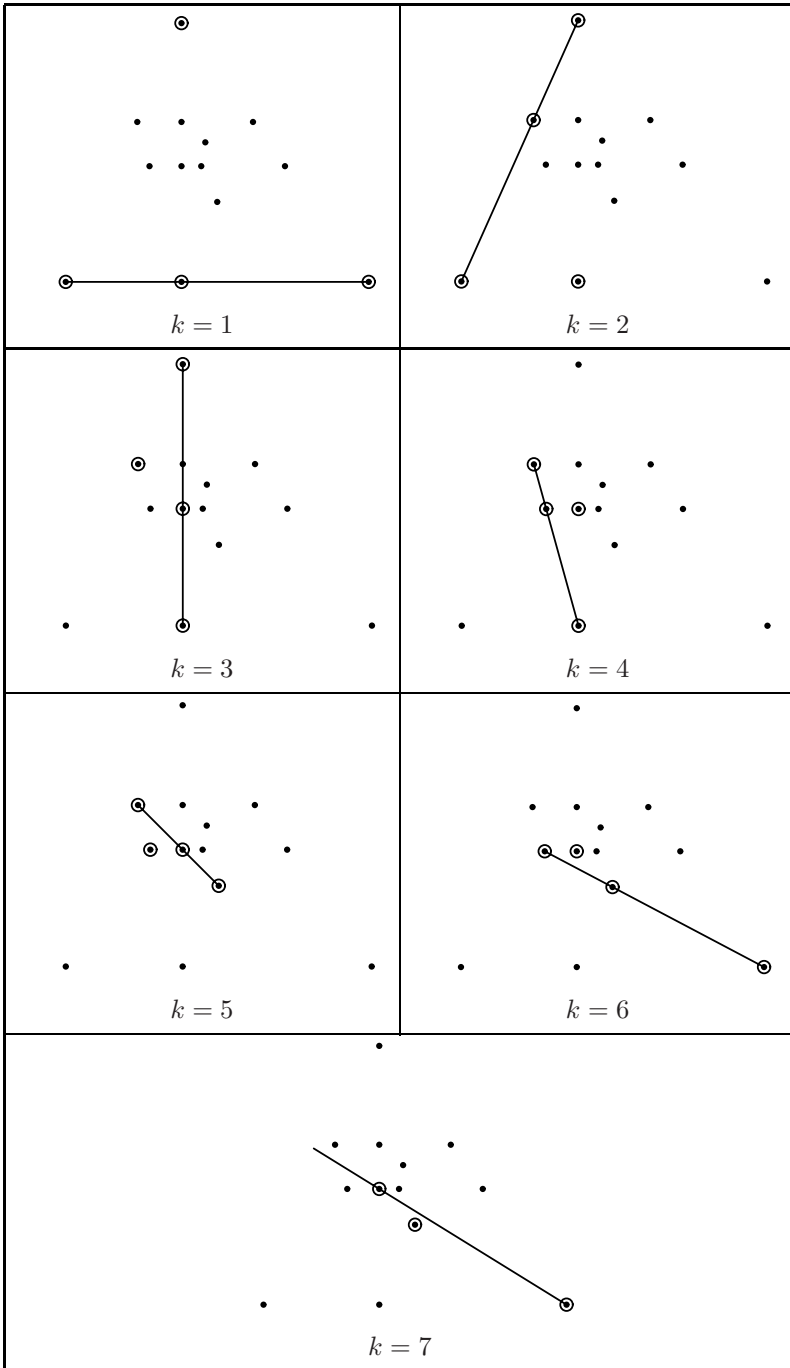 k = 1
k = 2
k = 3
k = 4
k = 5
k = 6
k = 7